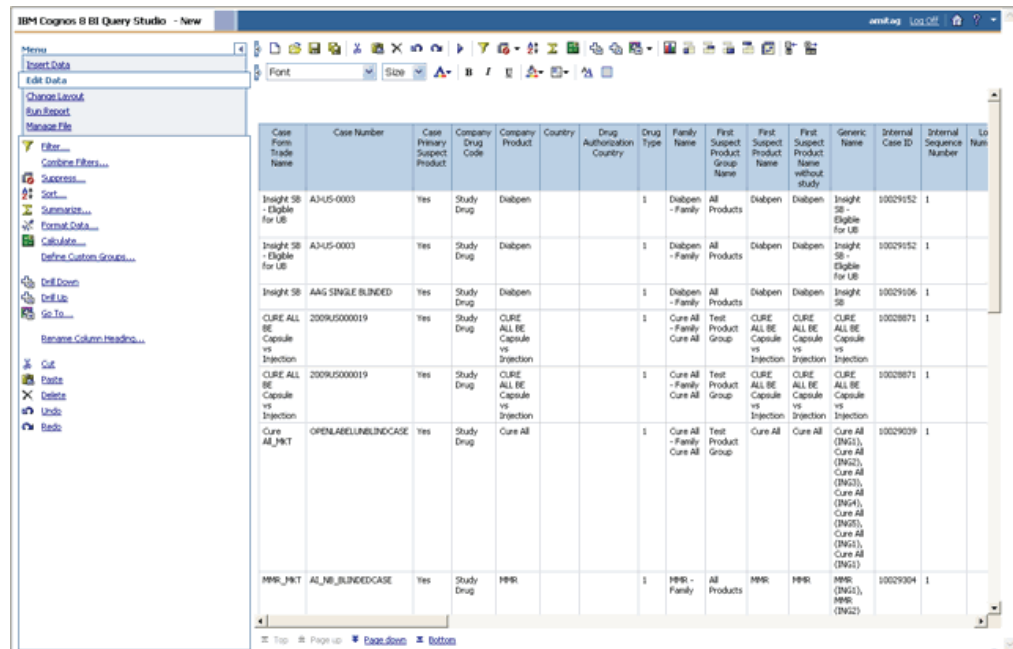 IBM Cognos 8 BI Query Studio - New
amitag Log Off ?
Menu
Insert Data
Edit Data
Change Layout
Run Report
Manage File
Filter...
Combine Filters...
Suppress...
Sort...
Summarize...
Format Data...
Calculate...
Define Custom Groups...
Drill Down
Drill Up
Go To...
Rename Column Heading...
Cut
Paste
Delete
Undo
Redo
Font Size A B I U
Case Form Trade Name
Case Number
Case Primary Suspect Product
Company Drug Code
Company Product
Country
Drug Authorization Country
Drug Type
Family Name
First Suspect Product Group Name
First Suspect Product Name
First Suspect Product Name without study
Generic Name
Internal Case ID
Internal Sequence Number
Lo
Num
Insight SB - Eligible for UB AJ-US-0003 Yes Study Drug Diabpen 1 Diabpen - Family All Products Diabpen Diabpen Insight SB - Eligible for UB 10029152 1
Insight SB - Eligible for UB AJ-US-0003 Yes Study Drug Diabpen 1 Diabpen - Family All Products Diabpen Diabpen Insight SB - Eligible for UB 10029152 1
Insight SB AAG SINGLE BLINDED Yes Study Drug Diabpen 1 Diabpen - Family All Products Diabpen Diabpen Insight SB 10029106 1
CURE ALL BE Capsule vs Injection 2009US000019 Yes Study Drug CURE ALL BE Capsule vs Injection 1 Cure All - Family Cure All Test Product Group CURE ALL BE Capsule vs Injection CURE ALL BE Capsule vs Injection CURE ALL BE Capsule vs Injection 10028871 1
CURE ALL BE Capsule vs Injection 2009US000019 Yes Study Drug CURE ALL BE Capsule vs Injection 1 Cure All - Family Cure All Test Product Group CURE ALL BE Capsule vs Injection CURE ALL BE Capsule vs Injection CURE ALL BE Capsule vs Injection 10028871 1
Cure All_MKT OPENLABELUNBLINDCASE Yes Study Drug Cure All 1 Cure All - Family Cure All Test Product Group Cure All Cure All Cure All (ING1), Cure All (ING2), Cure All (ING3), Cure All (ING4), Cure All (ING5), Cure All (ING1), Cure All (ING1) 10029039 1
MMR_MKT AI_NB_BLINDEDCASE Yes Study Drug MMR 1 MMR - Family All Products MMR MMR MMR (ING1), MMR (ING2) 10029304 1
Top Page up Page down Bottom